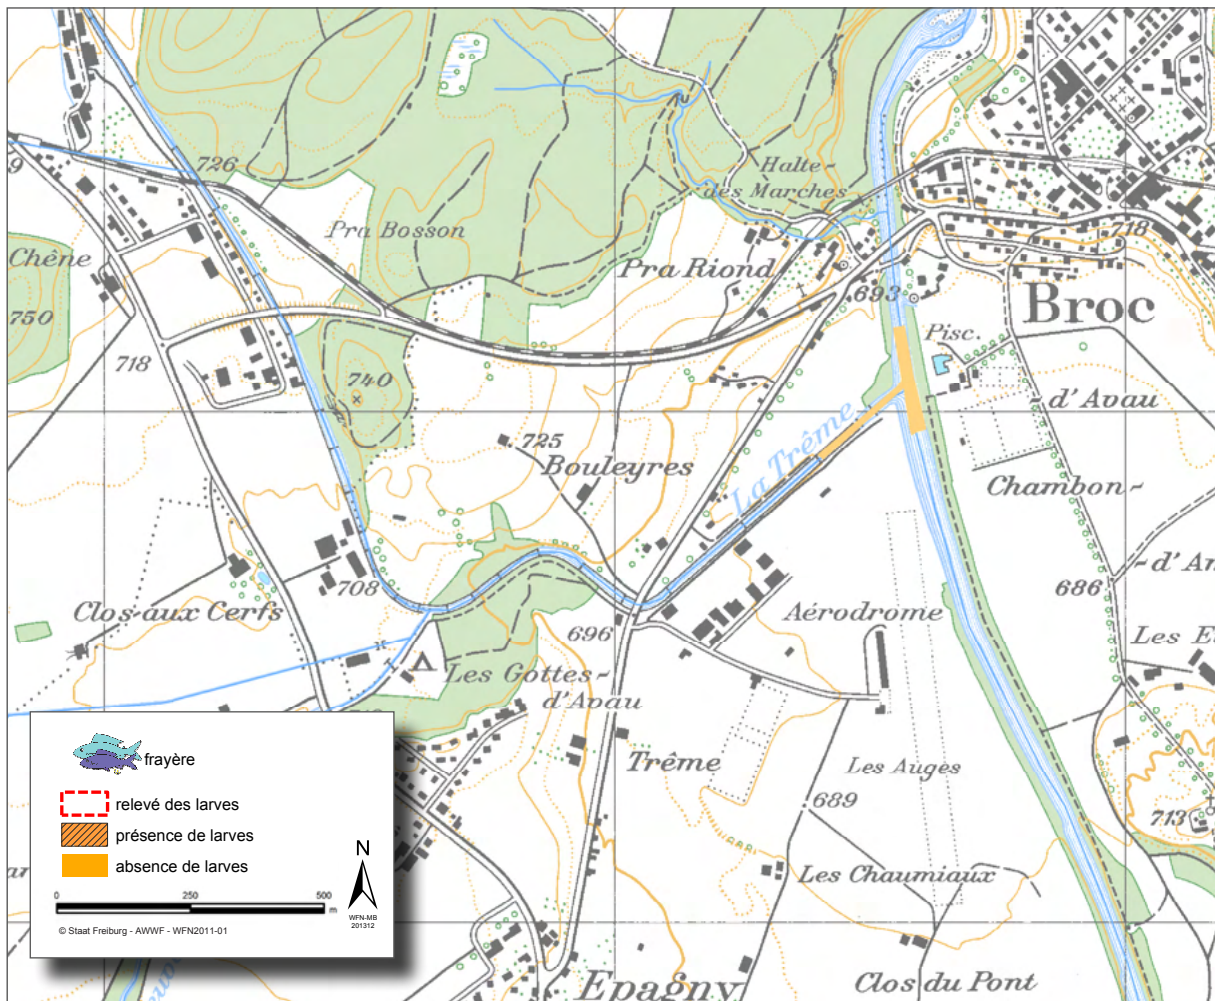 726
Halte-
des Marches
Pra Bosson
718
Chêne
Pra Riond
693
Broc
750
Pisc.
718
740
d'Avau
La Trême
725
Bouleyres
Chambon-
708
Clos aux Cerfs
686
Aérodrome
696
Les Gottes-
d'Avau
Trême
Les Auges
689
713
Les Chaumiaux
Clos du Pont
Epagny
frayère
relevé des larves
présence de larves
absence de larves
0 250 500
m
N
WFN-MB
201312
© Staat Freiburg - AWWF - WFN2011-01